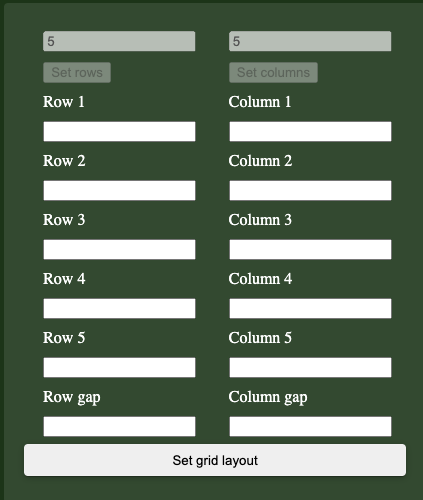 5 5
Set rows Set columns
Row 1 Column 1
Row 2 Column 2
Row 3 Column 3
Row 4 Column 4
Row 5 Column 5
Row gap Column gap
Set grid layout